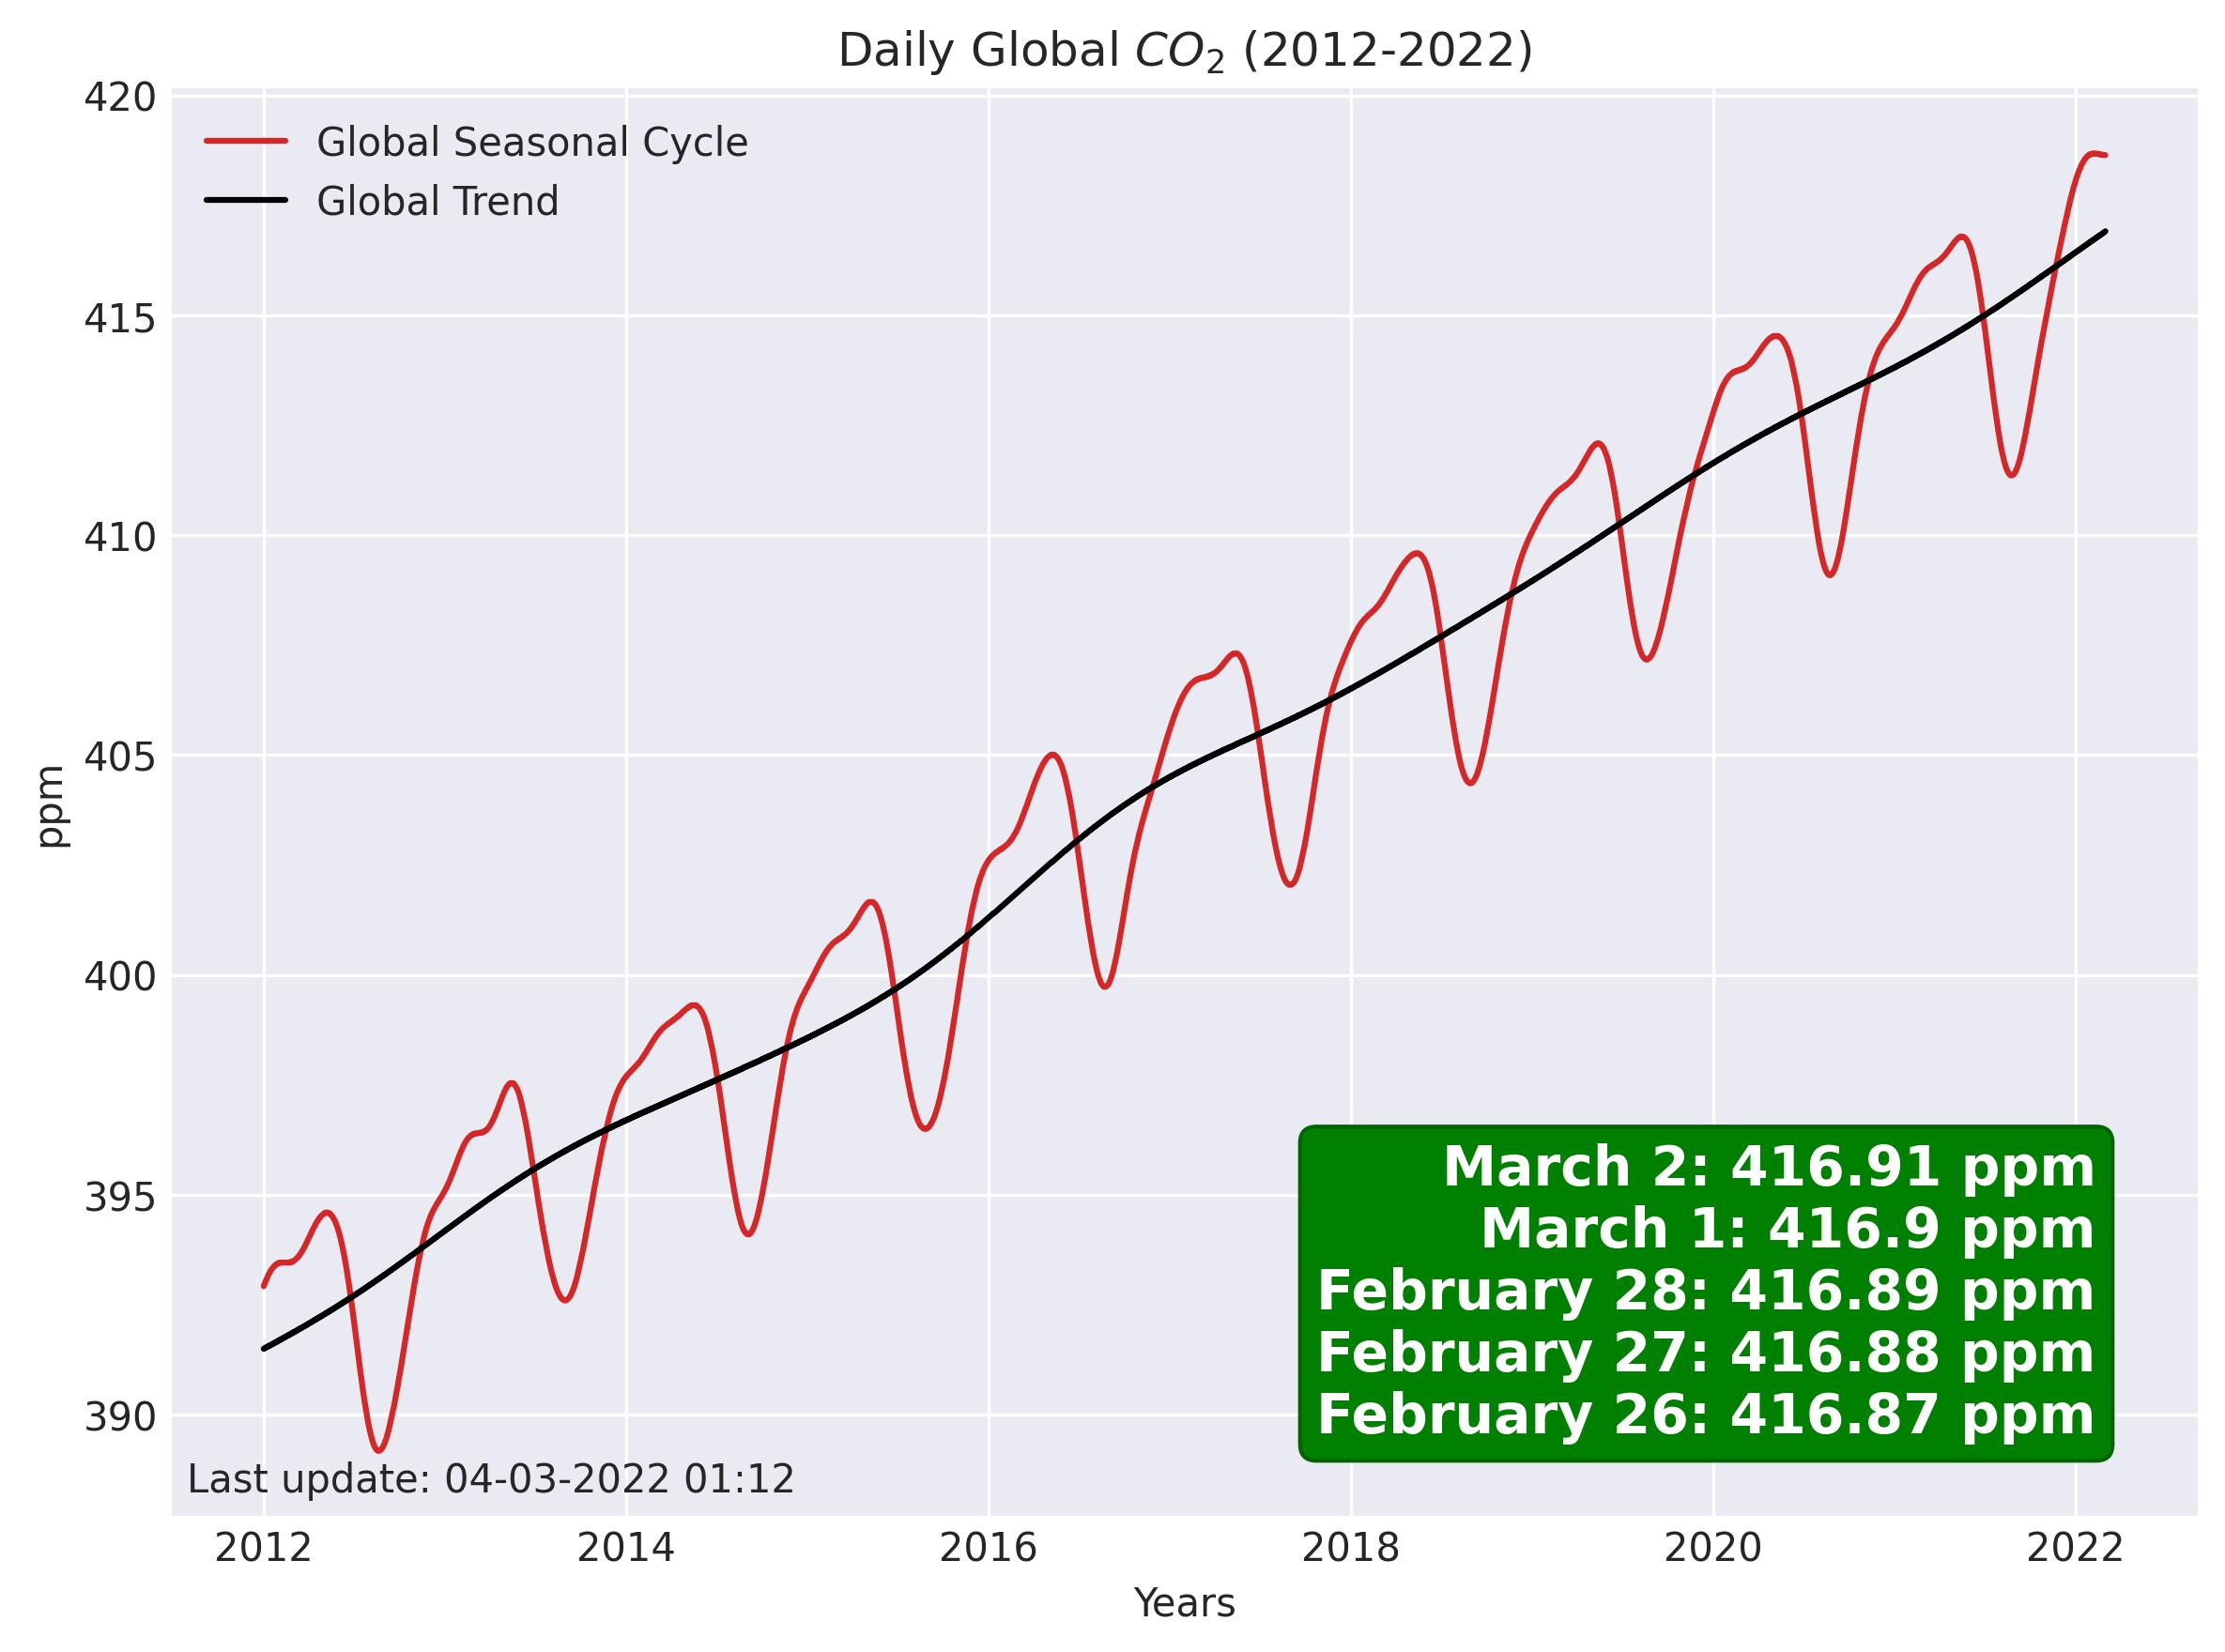 Daily Global CO₂ (2012-2022)
420
415
410
405
400
395
390
ppm
Global Seasonal Cycle
Global Trend
March 2: 416.91 ppm
March 1: 416.9 ppm
February 28: 416.89 ppm
February 27: 416.88 ppm
February 26: 416.87 ppm
Last update: 04-03-2022 01:12
2012 2014 2016 2018 2020 2022
Years